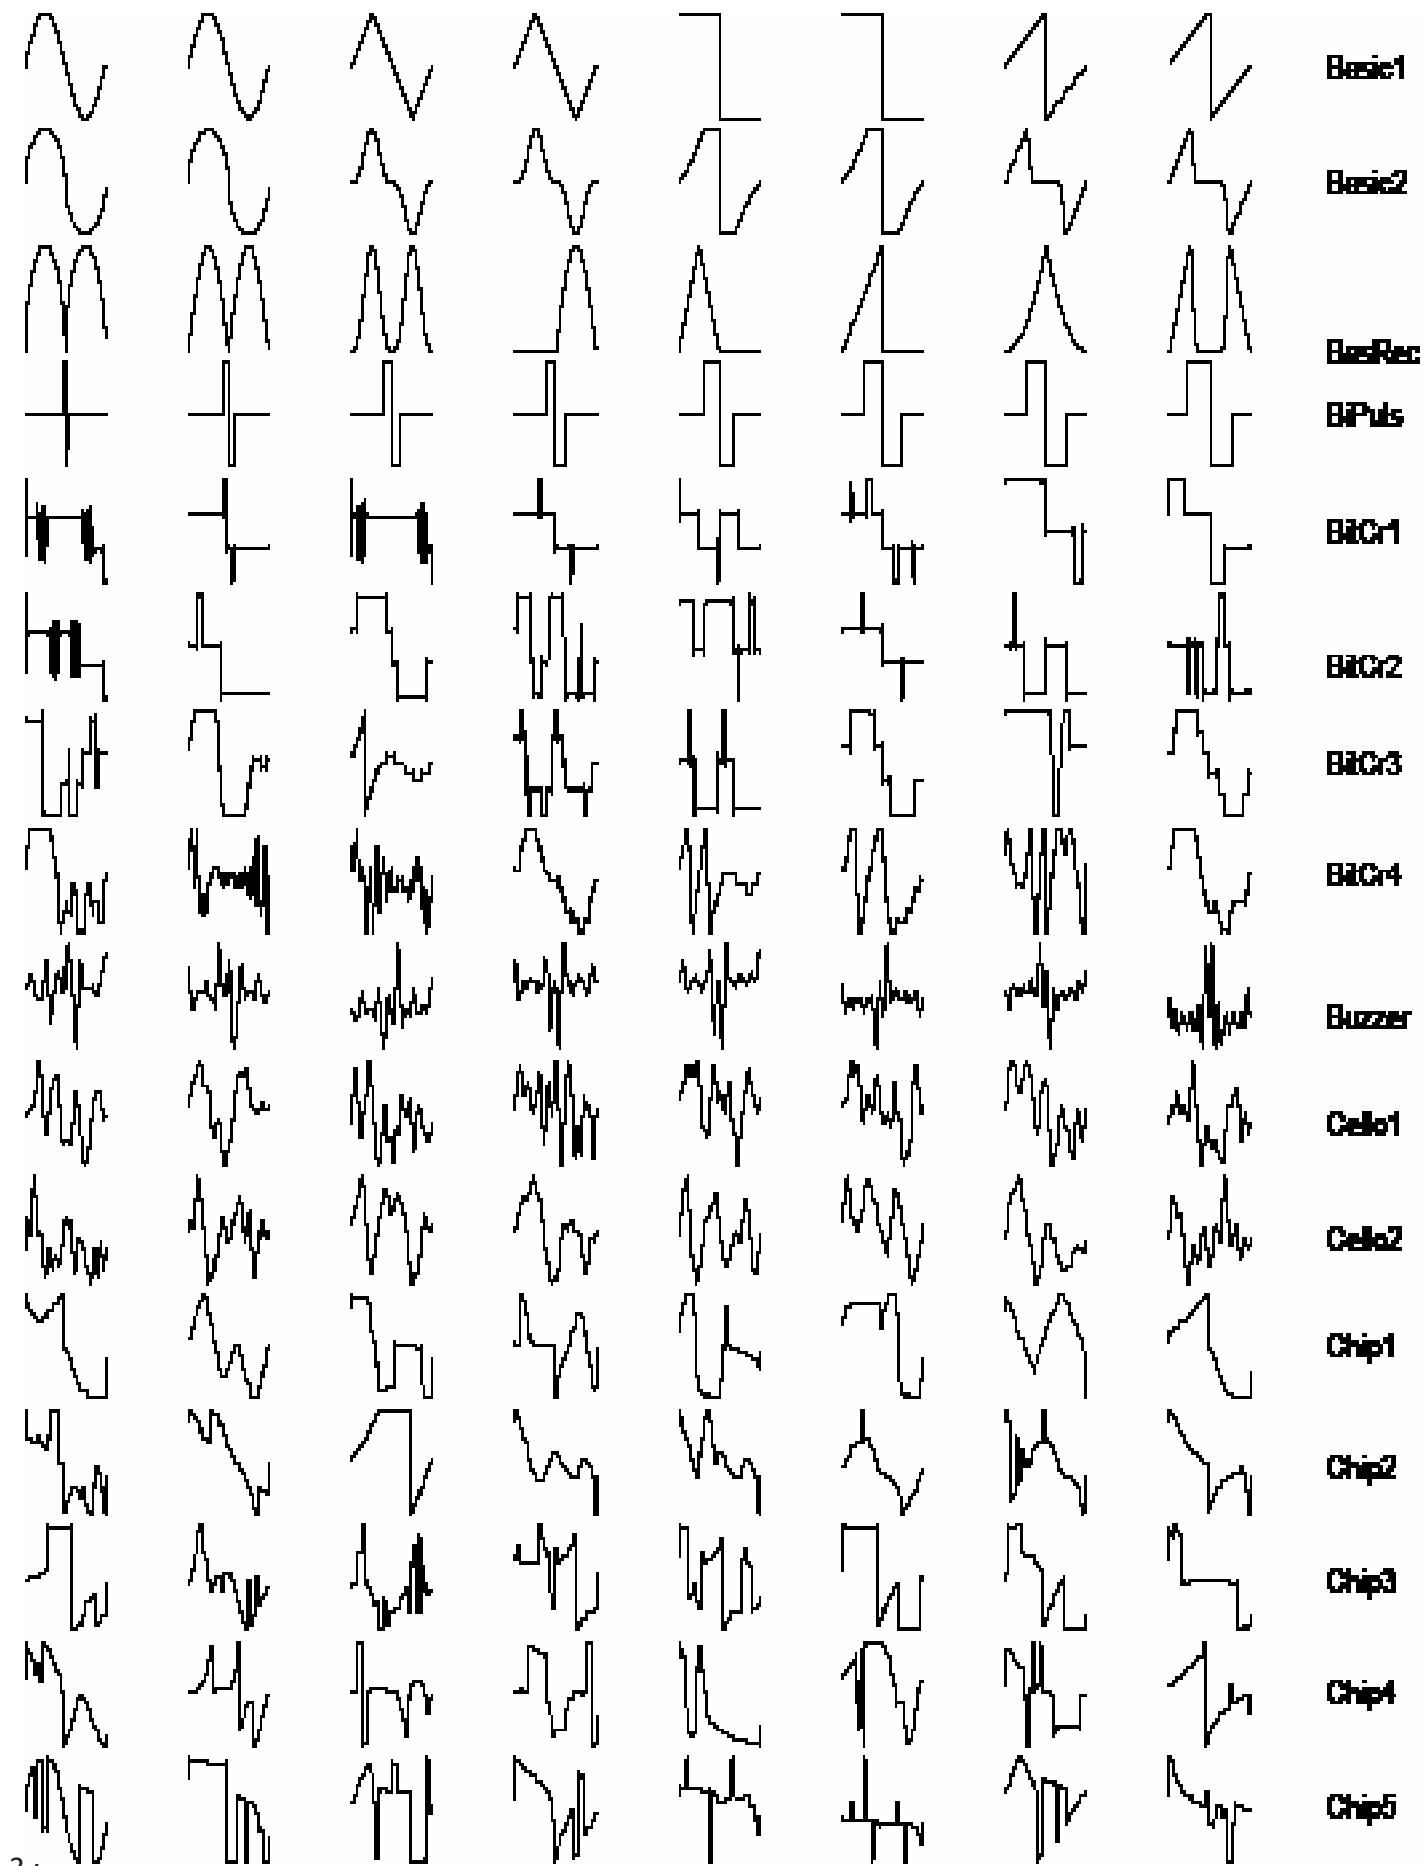 Basic1
Basic2
BasRec
BiPuls
BitCr1
BitCr2
BitCr3
BitCr4
Buzzer
Cello1
Cello2
Chip1
Chip2
Chip3
Chip4
Chip5